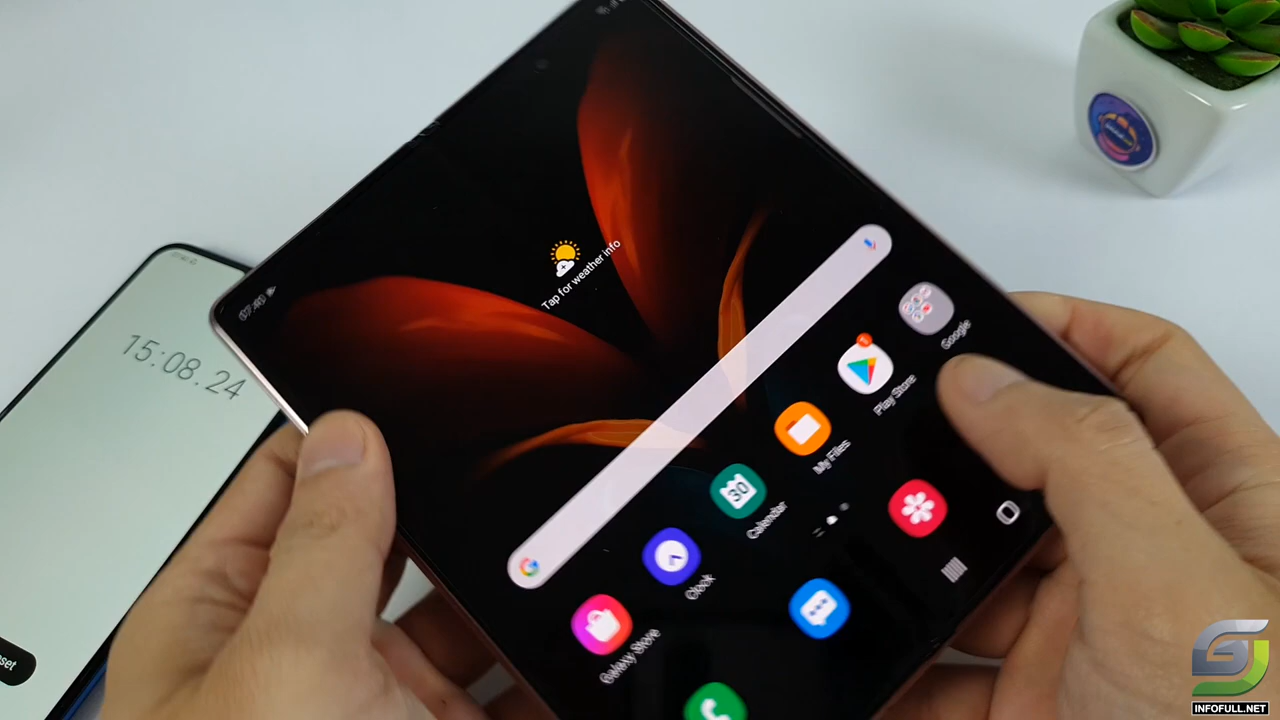 Tap for weather info
15:08.24
Google
Play Store
My Files
30
Calendar
Clock
Galaxy Store
set
INFOFULL.NET